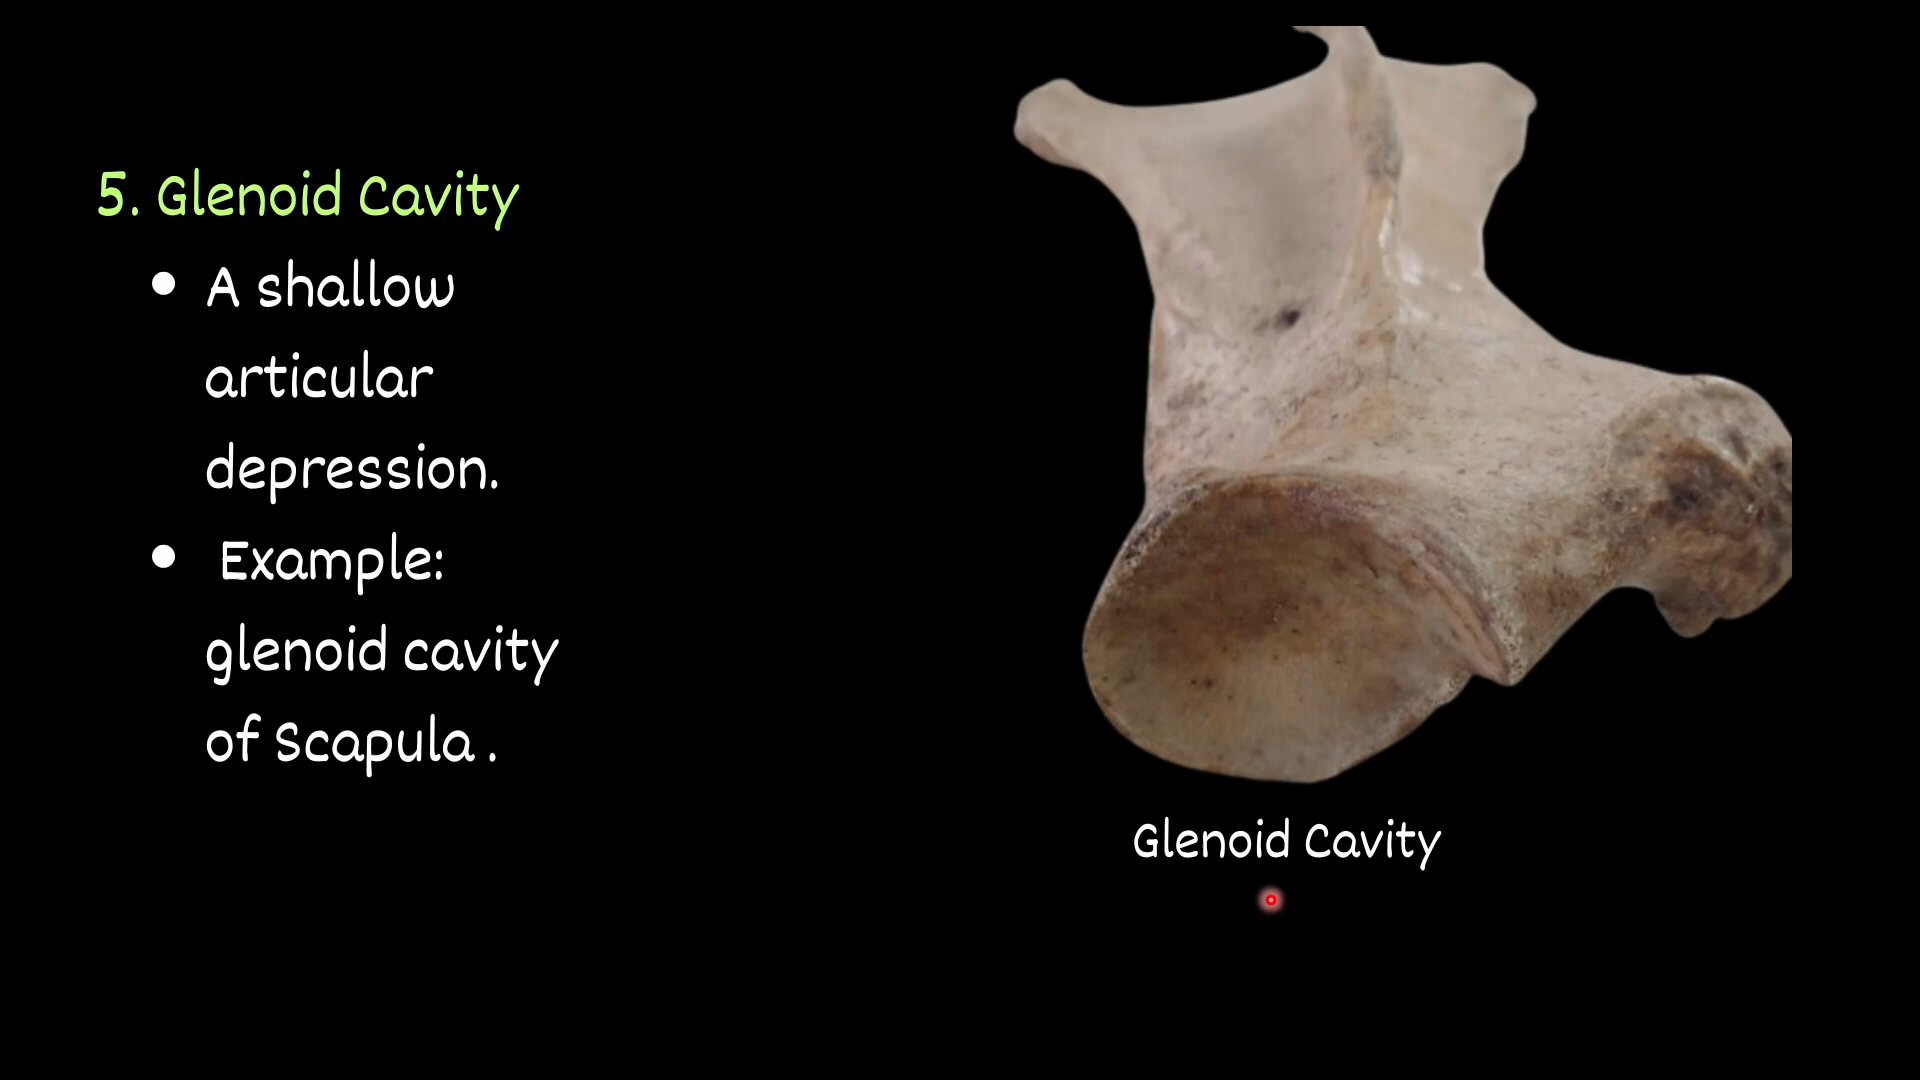 5. Glenoid Cavity
• A shallow
articular
depression.
• Example:
glenoid cavity
of Scapula .
Glenoid Cavity